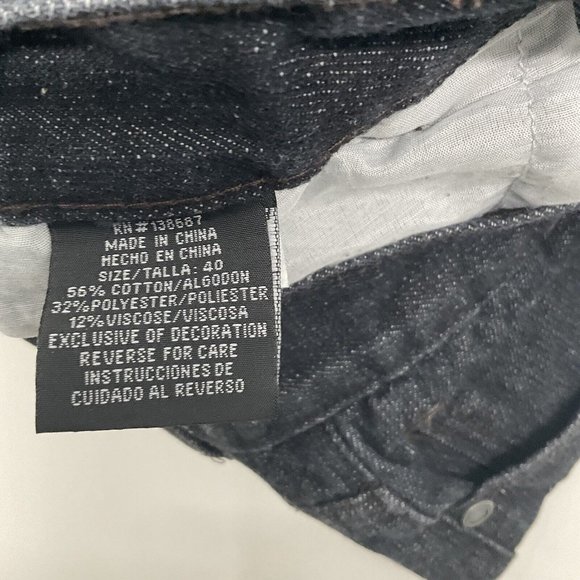 RN#138687
MADE IN CHINA
HECHO EN CHINA
SIZE/TALLA: 40
56% COTTON/ALGODON
32%POLYESTER/POLIESTER
12%VISCOSE/VISCOSA
EXCLUSIVE OF DECORATION
REVERSE FOR CARE
INSTRUCCIONES DE
CUIDADO AL REVERSO